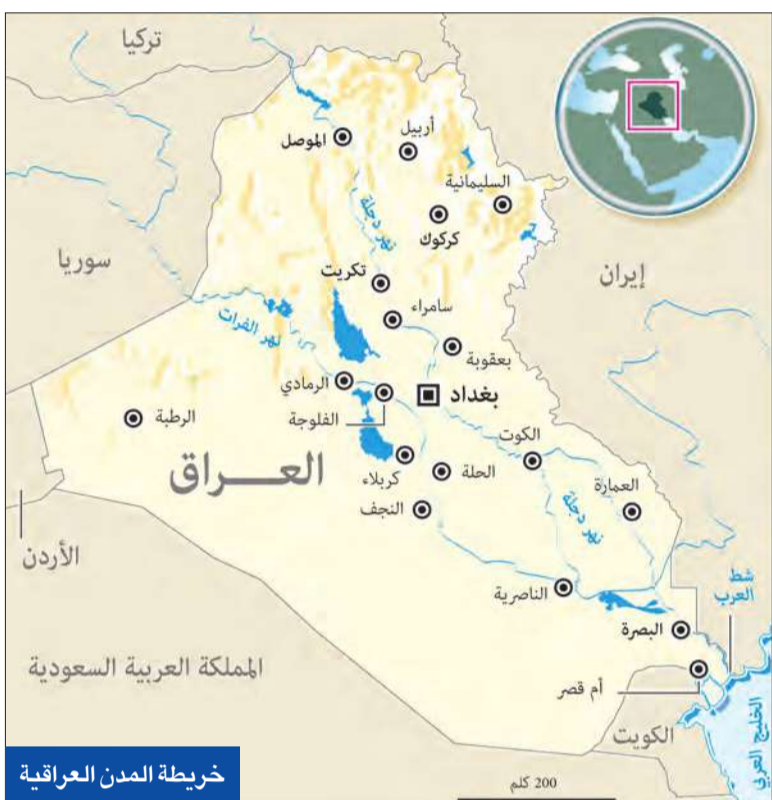 تركيا
أربيل
الموصل
السليمانية
كركوك
نهر دجلة
سوريا
إيران
تكريت
سامراء
نهر الفرات
بعقوبة
الرمادي
بغداد
الرطبة
الفلوجة
الكوت
العـــراق
كربلاء
الحلة
العمارة
النجف
نهر دجلة
الأردن
شط
العرب
الناصرية
البصرة
المملكة العربية السعودية
أم قصر
الكويت
الخليج العربي
خريطة المدن العراقية
200 كلم